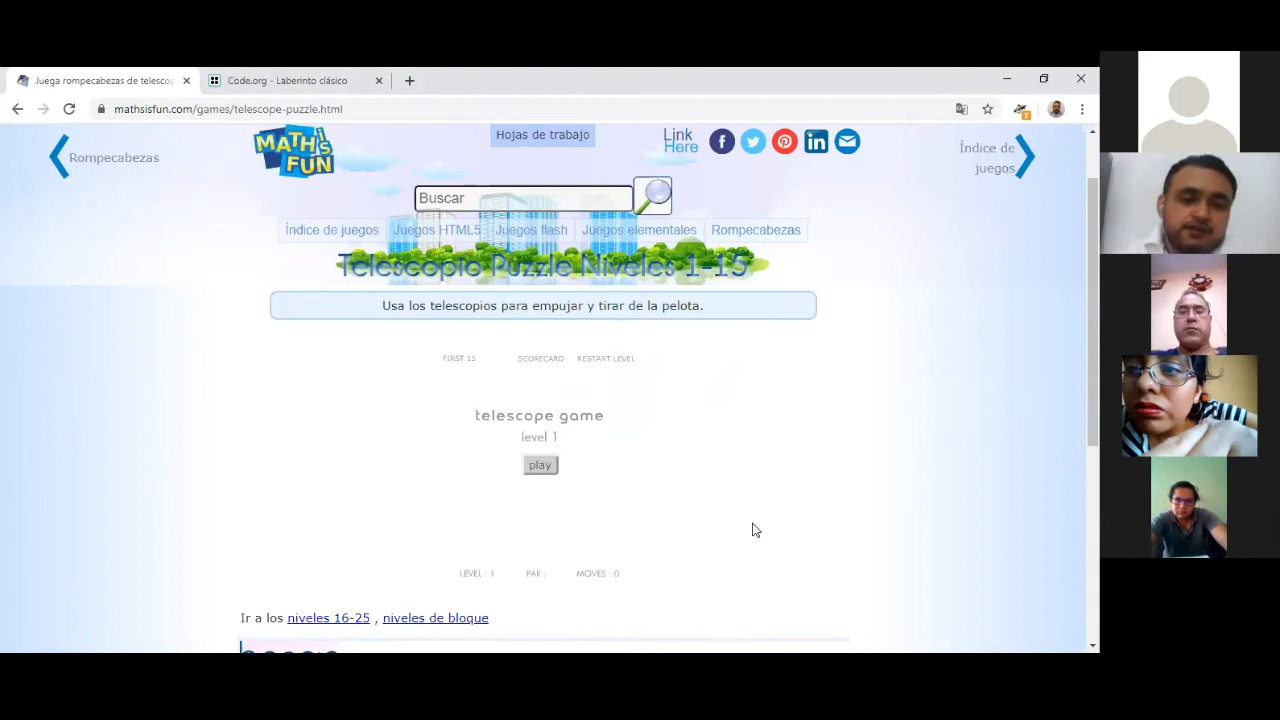 Juega rompecabezas de telescop
Code.org - Laberinto clásico
mathsisfun.com/games/telescope-puzzle.html
7
Rompecabezas
MATH is FUN
Hojas de trabajo
Link Here
Índice de juegos
Buscar
Índice de juegos
Juegos HTML5
Juegos flash
Juegos elementales
Rompecabezas
Telescopio Puzzle Niveles 1-15
Usa los telescopios para empujar y tirar de la pelota.
FIRST 15 SCORECARD RESTART LEVEL
telescope game
level 1
play
LEVEL : 1 PAR : MOVES : 0
Ir a los niveles 16-25 , niveles de bloque